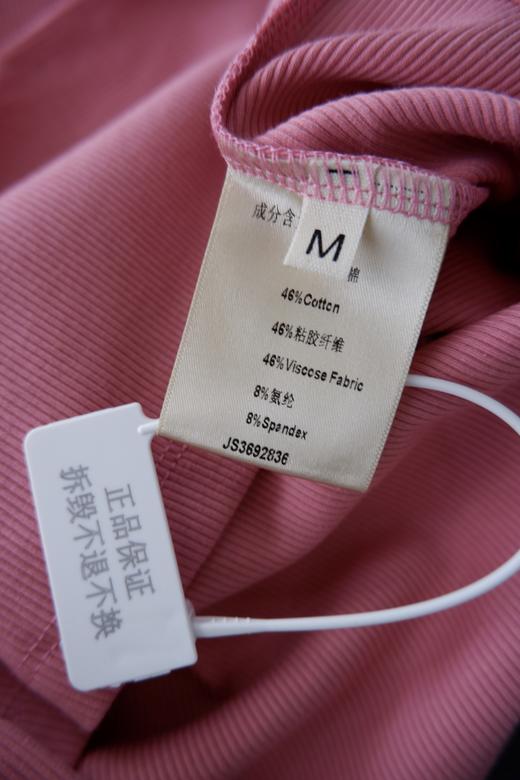 成分含
M
棉
46%Cotton
46%粘胶纤维
46%Viscose Fabric
8%氨纶
8%Spandex
JS3692836
正品保证
拆毁不退不换